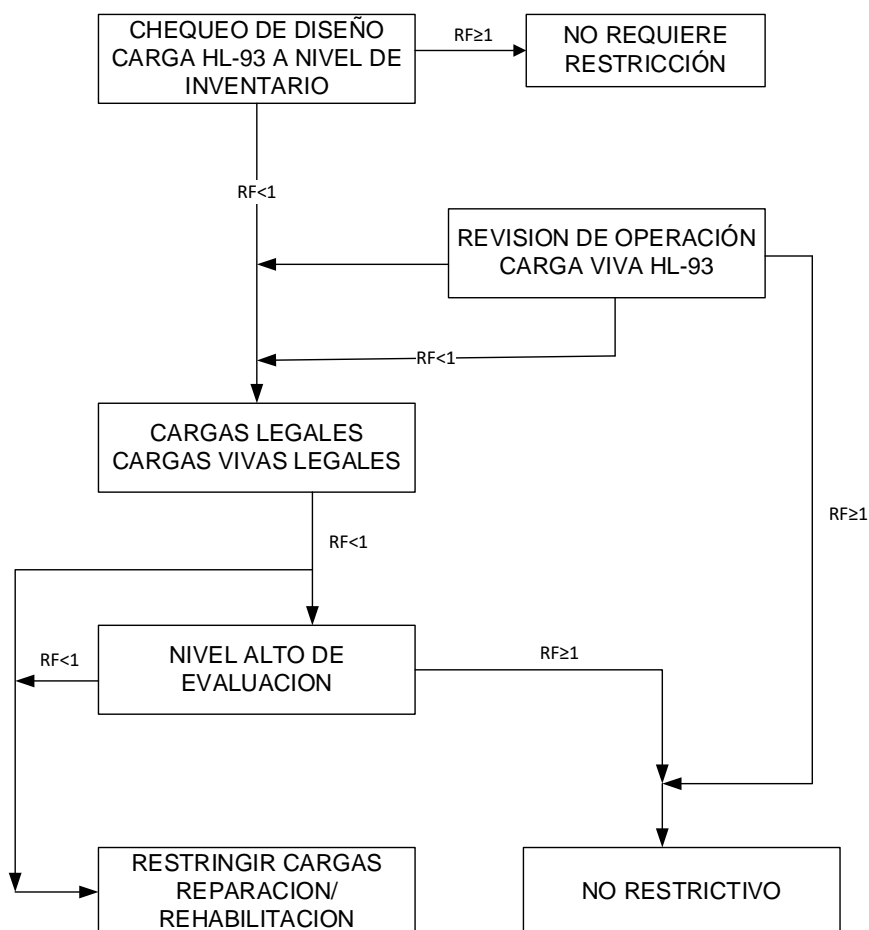 CHEQUEO DE DISEÑO
CARGA HL-93 A NIVEL DE
INVENTARIO
RF≥1
NO REQUIERE
RESTRICCIÓN
RF<1
REVISION DE OPERACIÓN
CARGA VIVA HL-93
RF<1
CARGAS LEGALES
CARGAS VIVAS LEGALES
RF≥1
RF<1
NIVEL ALTO DE
EVALUACION
RF<1
RF≥1
RESTRINGIR CARGAS
REPARACION/
REHABILITACION
NO RESTRICTIVO